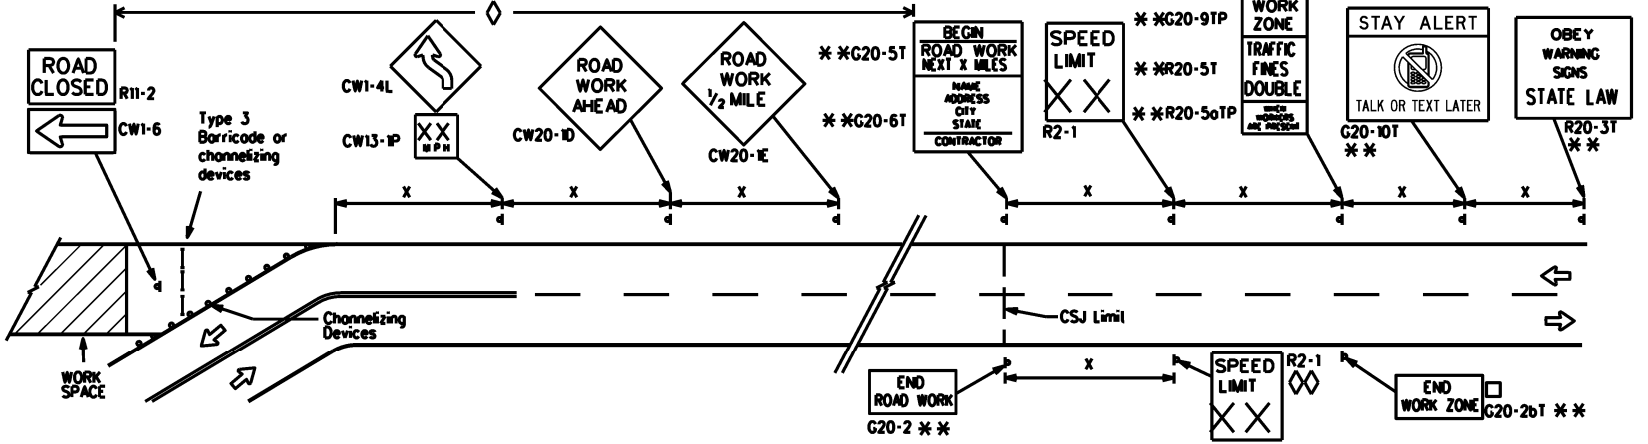 ROAD
CLOSED
R11-2
CW1-6
Type 3
Barricode or
channelizing
devices
CW1-4L
XX
MPH
CW13-1P
ROAD
WORK
AHEAD
CW20-1D
ROAD
WORK
1/2 MILE
CW20-1E
* *G20-5T
* *G20-6T
BEGIN
ROAD WORK
NEXT X MILES
NAME
ADDRESS
CITY
STATE
CONTRACTOR
SPEED
LIMIT
XX
R2-1
* *G20-9TP
* *R20-5T
* *R20-5aTP
WORK
ZONE
TRAFFIC
FINES
DOUBLE
WHEN
WORKERS
ARE PRESENT
STAY ALERT
TALK OR TEXT LATER
G20-10T
* *
OBEY
WARNING
SIGNS
STATE LAW
R20-3T
* *
X
X
X
X
X
X
X
Channelizing
Devices
WORK
SPACE
CSJ Limit
X
END
ROAD WORK
G20-2 * *
SPEED
LIMIT
XX
R2-1
END
WORK ZONE
G20-2bT * *